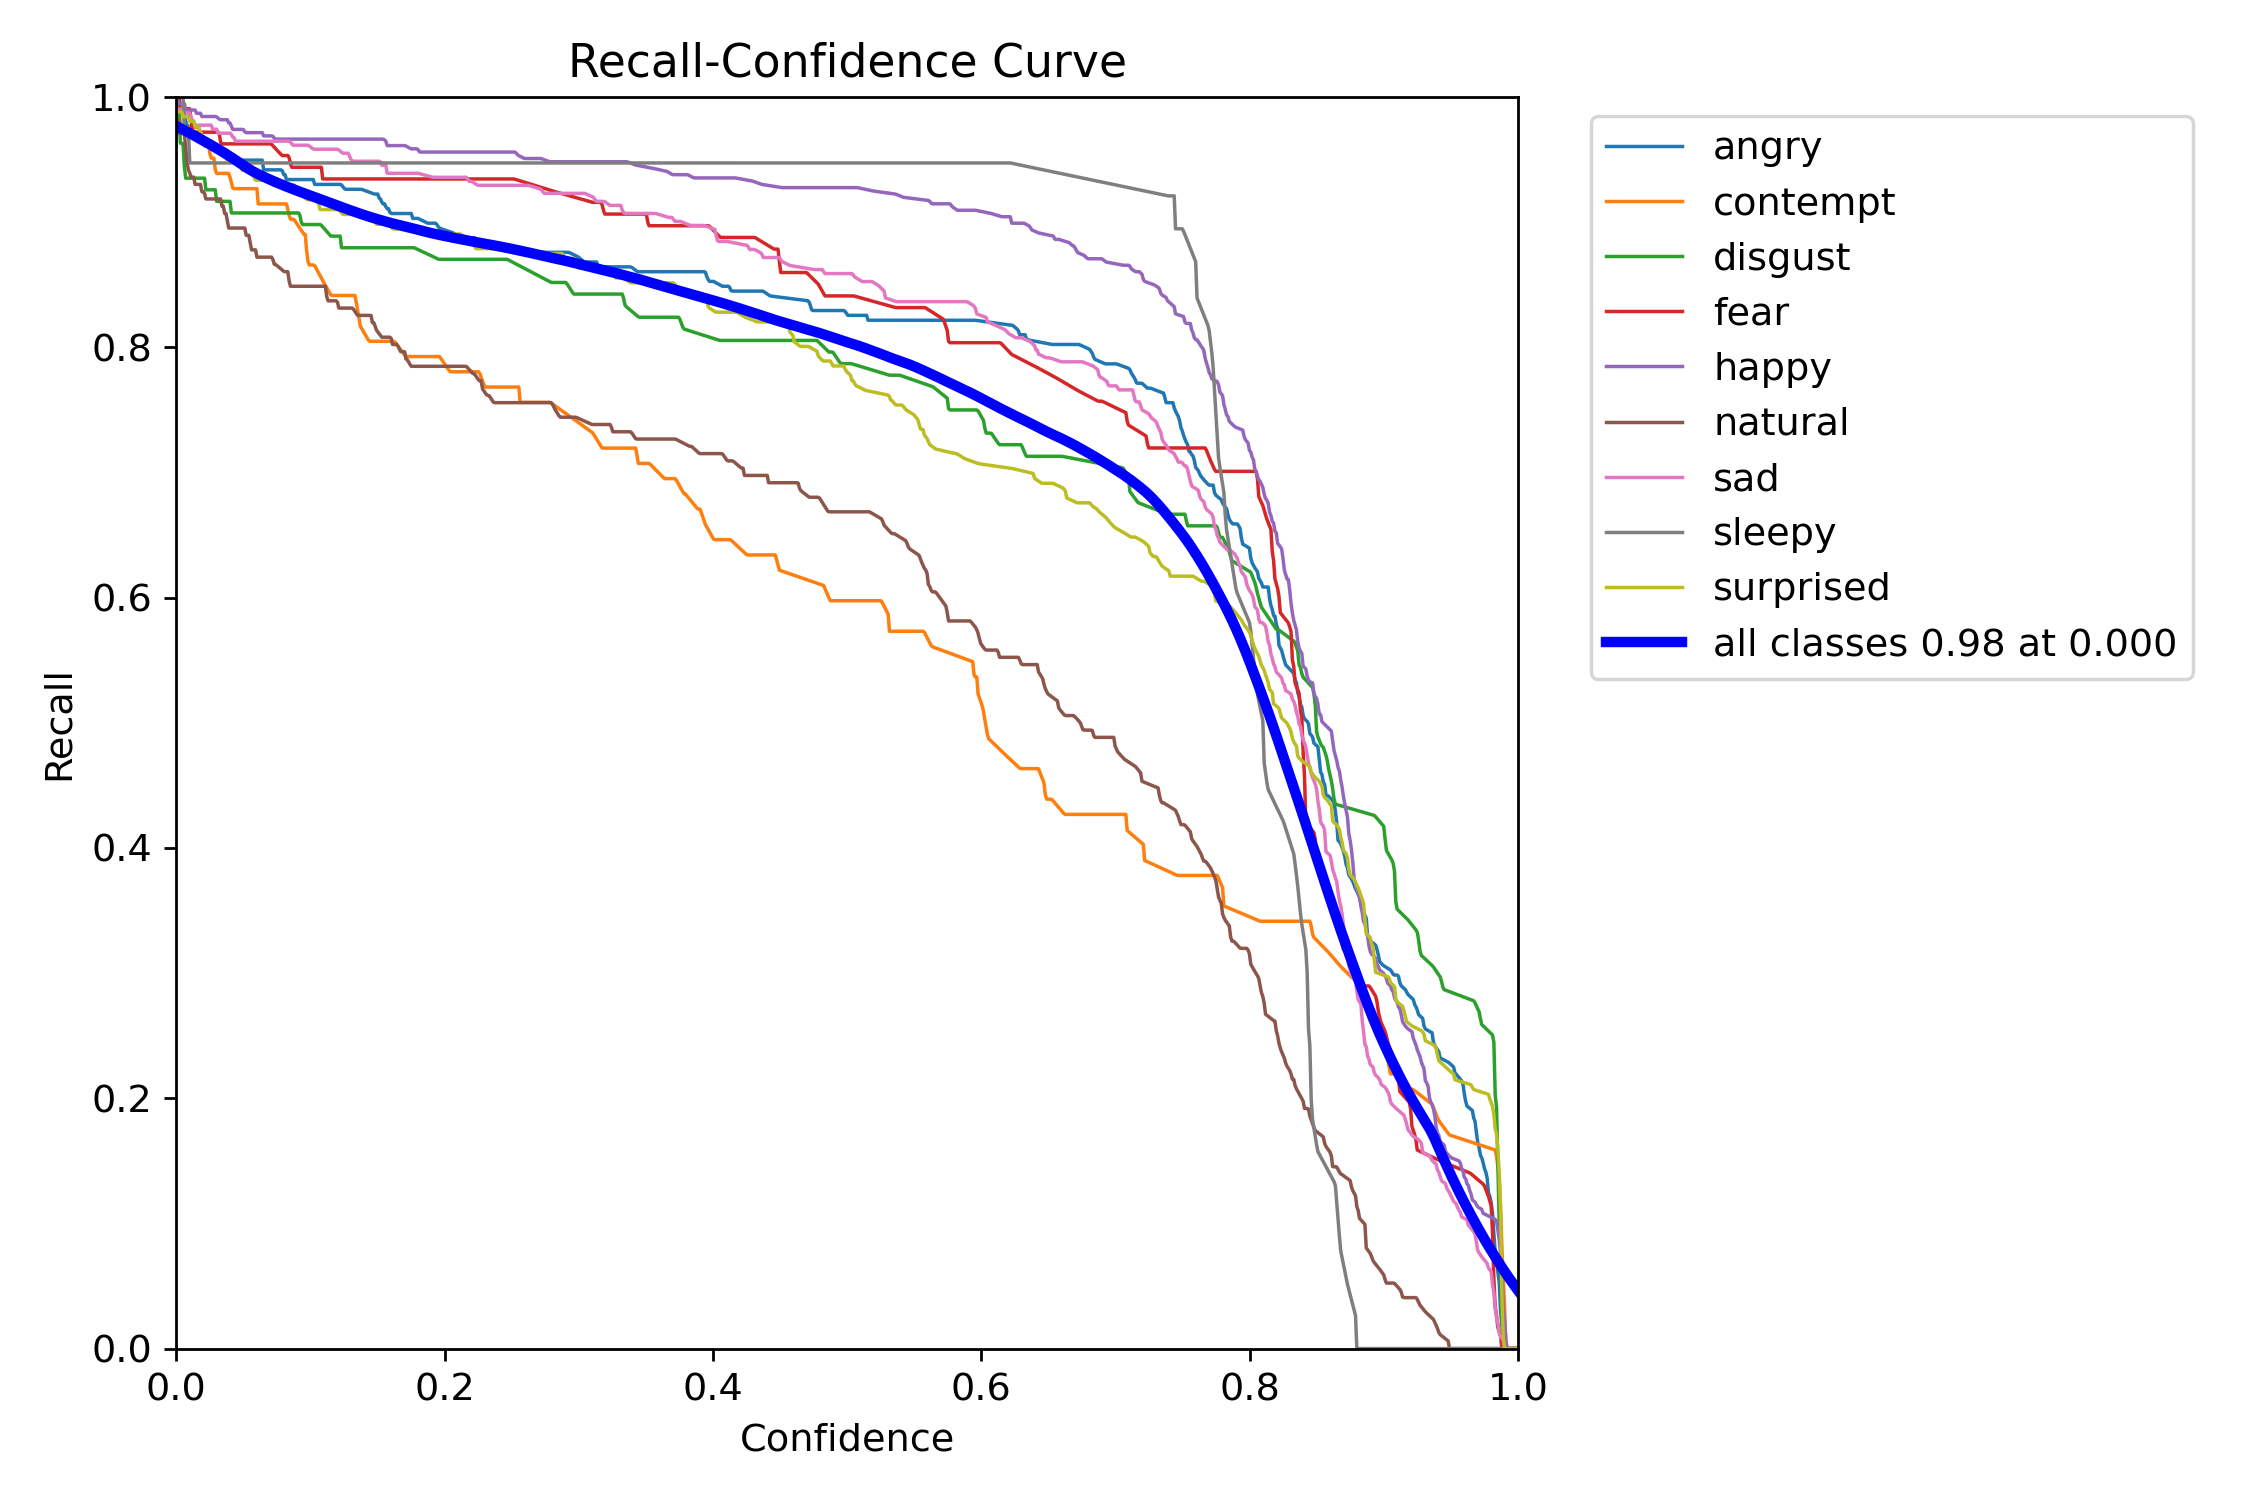 Recall-Confidence Curve
1.0
0.8
0.6
0.4
0.2
0.0
Recall
0.0 0.2 0.4 0.6 0.8 1.0
Confidence
angry
contempt
disgust
fear
happy
natural
sad
sleepy
surprised
all classes 0.98 at 0.000